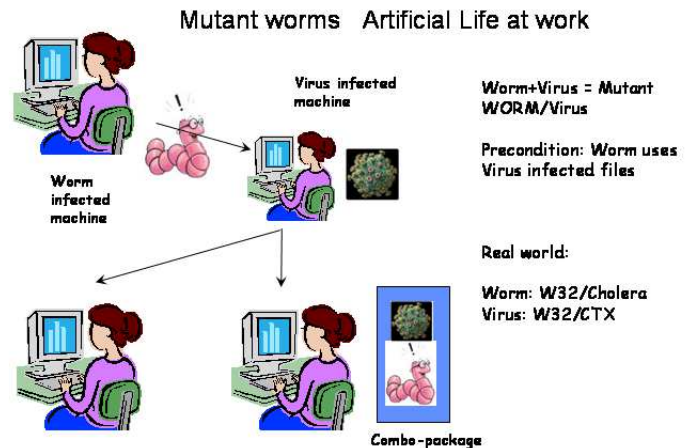 Mutant worms Artificial Life at work
Virus infected
machine
Worm
infected
machine
Worm+Virus = Mutant
WORM/Virus
Precondition: Worm uses
Virus infected files
Real world:
Worm: W32/Cholera
Virus: W32/CTX
Combo-package